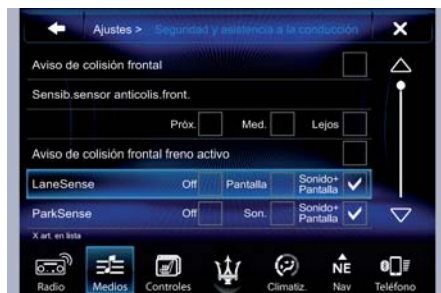 Ajustes > Seguridad y asistencia a la conducción X
Aviso de colisión frontal
Sensib.sensor anticolis.front.
Próx. Med. Lejos
Aviso de colisión frontal freno activo
LaneSense Off Pantalla Sonido+ Pantalla
ParkSense Off Son. Sonido+ Pantalla
X art. en lista
Radio Medios Controles Climatiz. NE Nav Teléfono